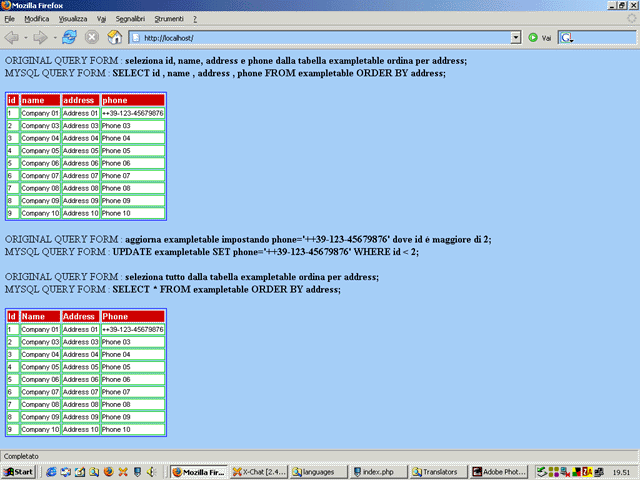 Mozilla Firefox
File Modifica Visualizza Vai Segnalibri Strumenti ?
http://localhost/ Vai
ORIGINAL QUERY FORM : seleziona id, name, address e phone dalla tabella exampletable ordina per address;
MYSQL QUERY FORM : SELECT id , name , address , phone FROM exampletable ORDER BY address;
id name address phone
1 Company 01 Address 01 ++39-123-45679876
2 Company 03 Address 03 Phone 03
3 Company 04 Address 04 Phone 04
4 Company 05 Address 05 Phone 05
5 Company 06 Address 06 Phone 06
6 Company 07 Address 07 Phone 07
7 Company 08 Address 08 Phone 08
8 Company 09 Address 09 Phone 09
9 Company 10 Address 10 Phone 10
ORIGINAL QUERY FORM : aggiorna exampletable impostando phone='++39-123-45679876' dove id é maggiore di 2;
MYSQL QUERY FORM : UPDATE exampletable SET phone='++39-123-45679876' WHERE id < 2;
ORIGINAL QUERY FORM : seleziona tutto dalla tabella exampletable ordina per address;
MYSQL QUERY FORM : SELECT * FROM exampletable ORDER BY address;
Id Name Address Phone
1 Company 01 Address 01 ++39-123-45679876
2 Company 03 Address 03 Phone 03
3 Company 04 Address 04 Phone 04
4 Company 05 Address 05 Phone 05
5 Company 06 Address 06 Phone 06
6 Company 07 Address 07 Phone 07
7 Company 08 Address 08 Phone 08
8 Company 09 Address 09 Phone 09
9 Company 10 Address 10 Phone 10
Completato
Start Mozilla Fir... X-Chat [2.4... languages index.php Translators Adobe Phot... 19.51